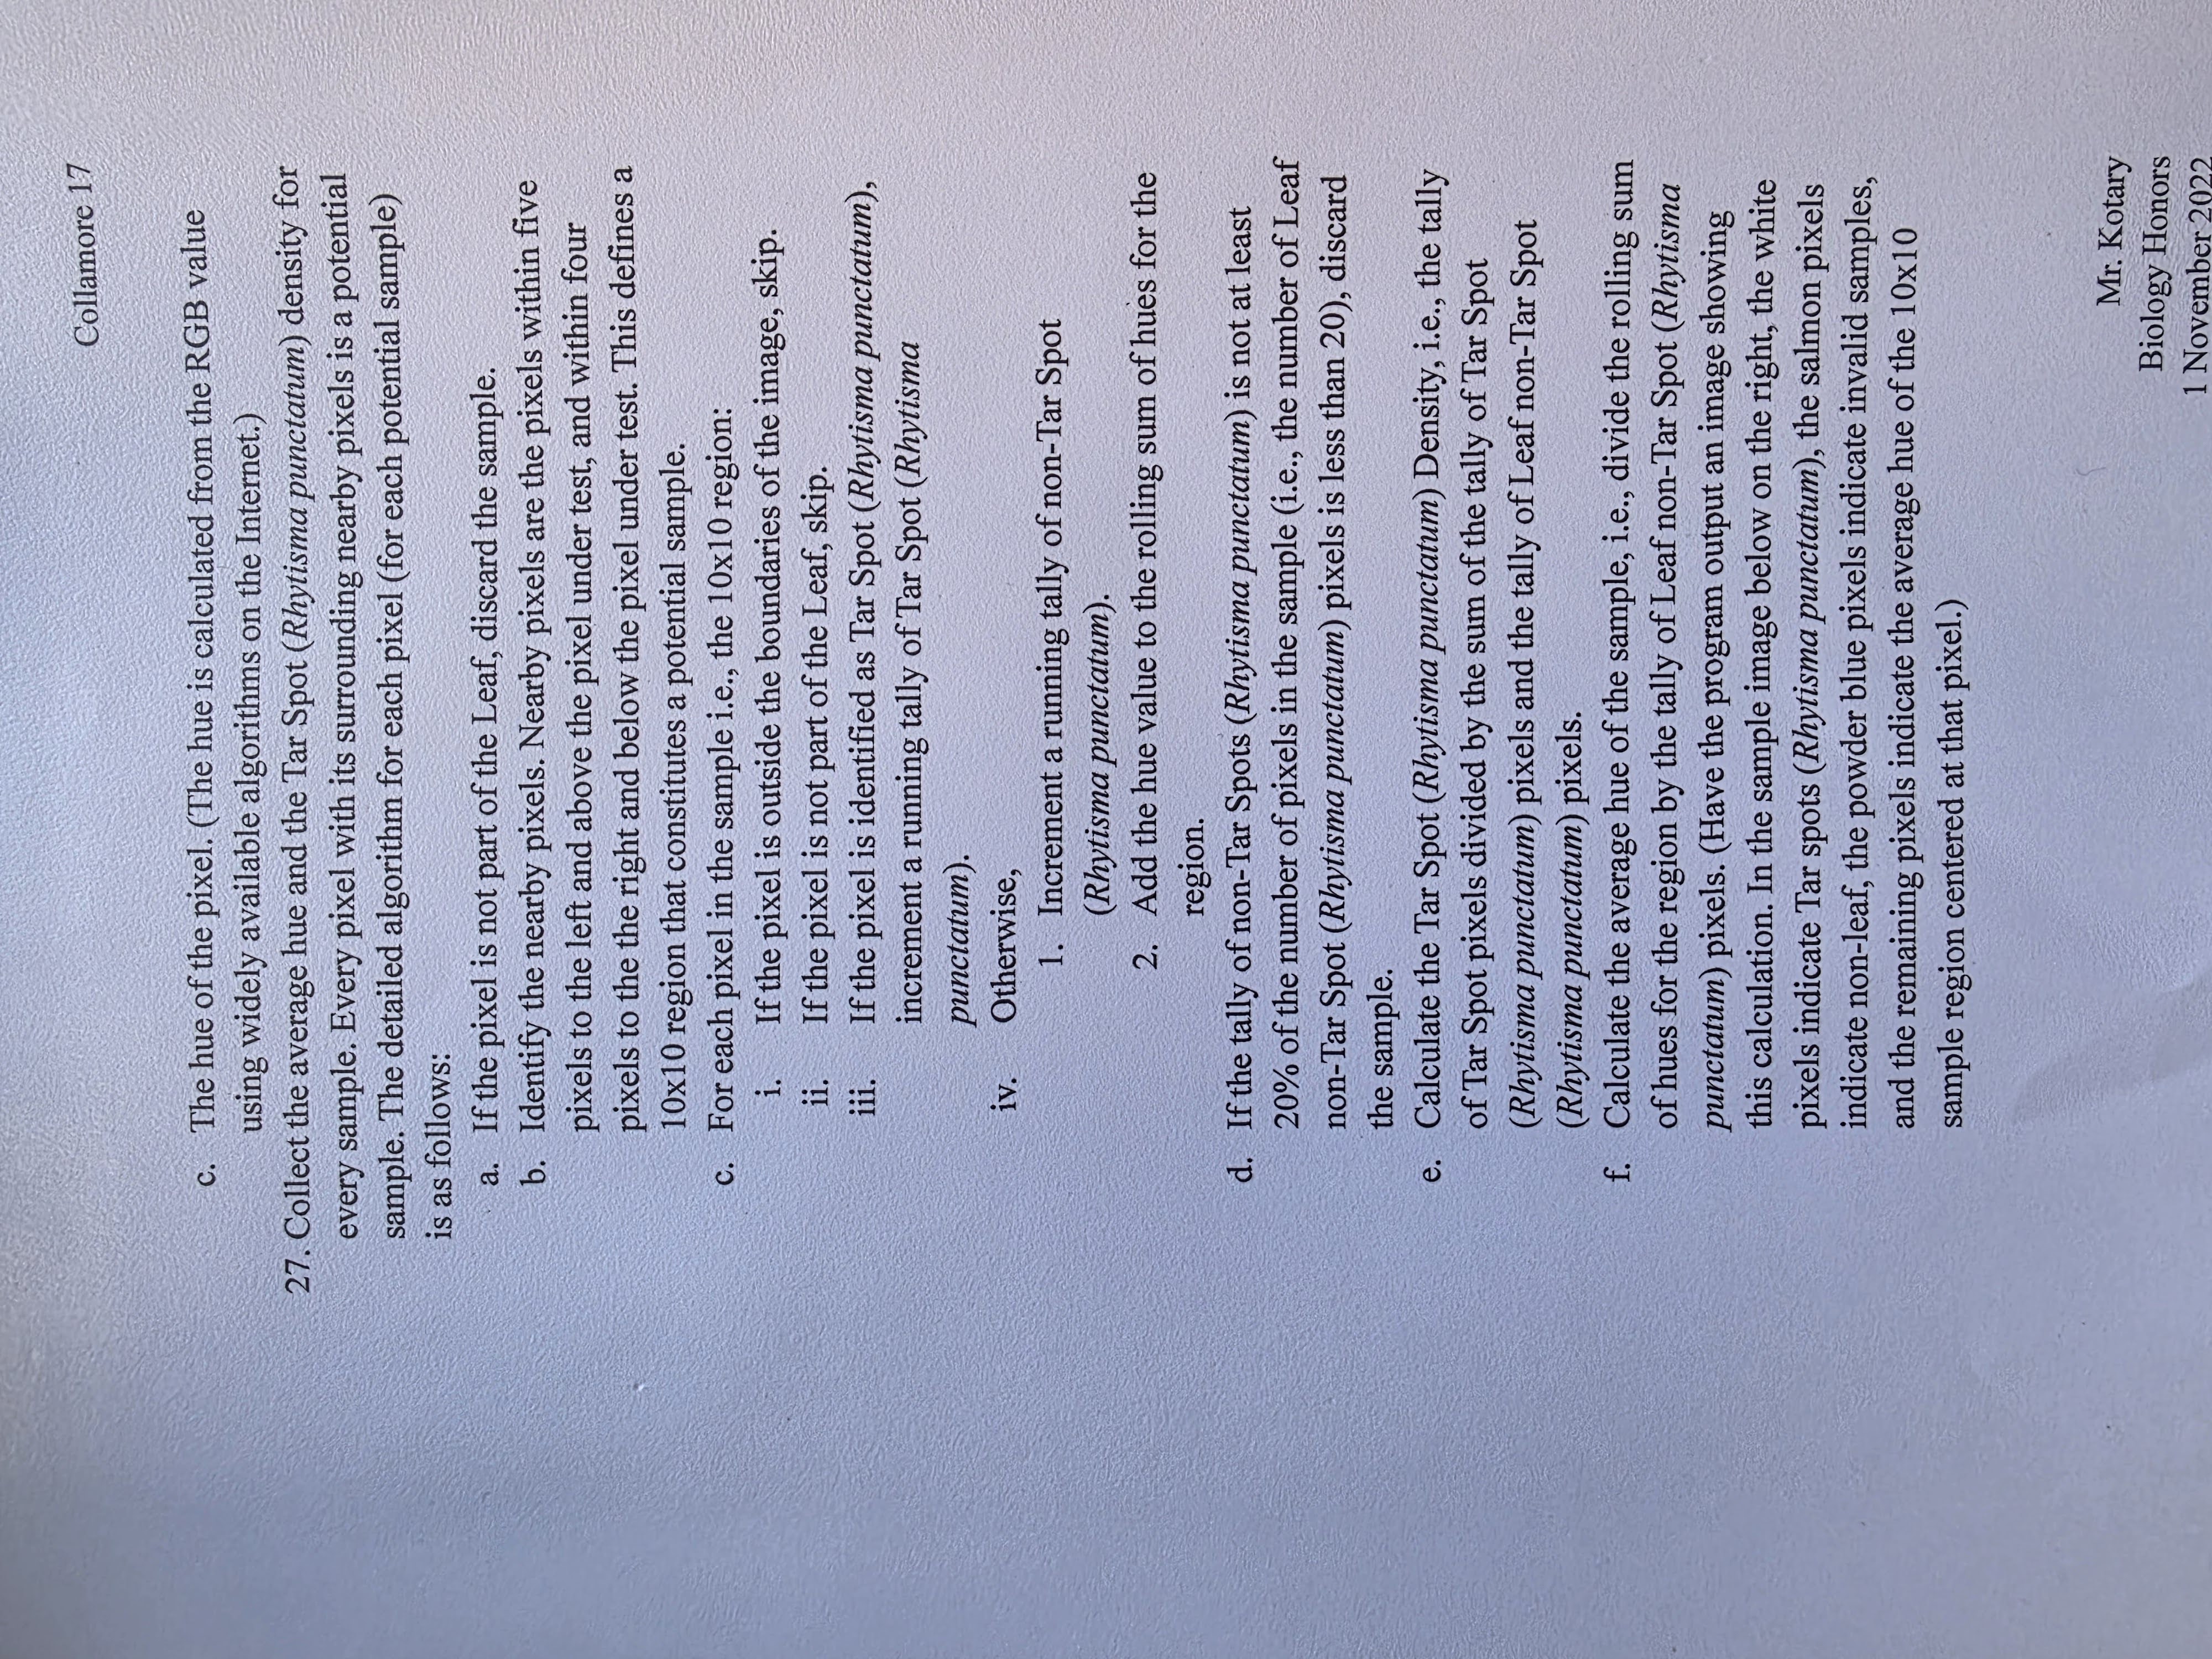 Collamore 17
c. The hue of the pixel. (The hue is calculated from the RGB value
using widely available algorithms on the Internet.)
27. Collect the average hue and the Tar Spot (Rhytisma punctatum) density for
every sample. Every pixel with its surrounding nearby pixels is a potential
sample. The detailed algorithm for each pixel (for each potential sample)
is as follows:
a. If the pixel is not part of the Leaf, discard the sample.
b. Identify the nearby pixels. Nearby pixels are the pixels within five
pixels to the left and above the pixel under test, and within four
pixels to the the right and below the pixel under test. This defines a
10x10 region that constitutes a potential sample.
c. For each pixel in the sample i.e., the 10x10 region:
i. If the pixel is outside the boundaries of the image, skip.
ii. If the pixel is not part of the Leaf, skip.
iii. If the pixel is identified as Tar Spot (Rhytisma punctatum),
increment a running tally of Tar Spot (Rhytisma
punctatum).
iv. Otherwise,
1. Increment a running tally of non-Tar Spot
(Rhytisma punctatum).
2. Add the hue value to the rolling sum of hues for the
region.
d. If the tally of non-Tar Spots (Rhytisma punctatum) is not at least
20% of the number of pixels in the sample (i.e., the number of Leaf
non-Tar Spot (Rhytisma punctatum) pixels is less than 20), discard
the sample.
e. Calculate the Tar Spot (Rhytisma punctatum) Density, i.e., the tally
of Tar Spot pixels divided by the sum of the tally of Tar Spot
(Rhytisma punctatum) pixels and the tally of Leaf non-Tar Spot
(Rhytisma punctatum) pixels.
f. Calculate the average hue of the sample, i.e., divide the rolling sum
of hues for the region by the tally of Leaf non-Tar Spot (Rhytisma
punctatum) pixels. (Have the program output an image showing
this calculation. In the sample image below on the right, the white
pixels indicate Tar spots (Rhytisma punctatum), the salmon pixels
indicate non-leaf, the powder blue pixels indicate invalid samples,
and the remaining pixels indicate the average hue of the 10x10
sample region centered at that pixel.)
Mr. Kotary
Biology Honors
1 November 2022